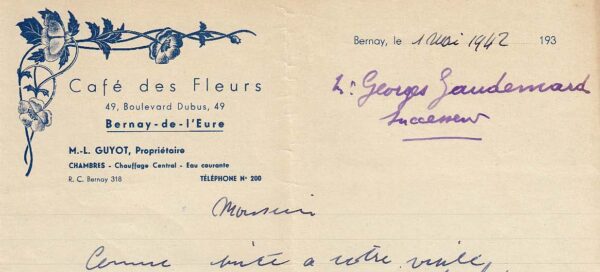 Bernay, le 1 Mai 1942 193
Café des Fleurs
49, Boulevard Dubus, 49
Bernay-de-l'Eure
M.-L. GUYOT, Propriétaire
CHAMBRES - Chauffage Central - Eau courante
R. C. Bernay 318 TÉLÉPHONE N° 200
Georges Gaudemard
Successeur
Monsieur
Comme suite a votre